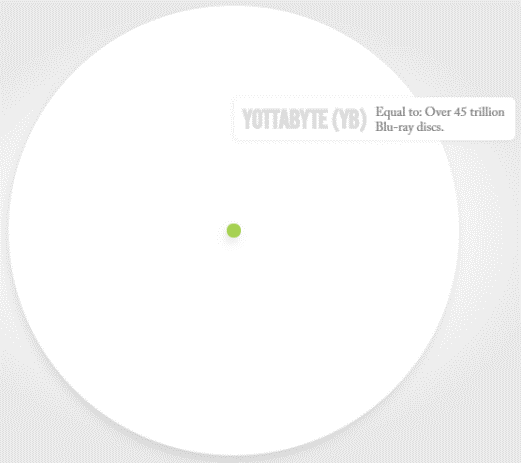 YOTTABYTE (YB)
Equal to: Over 45 trillion
Blu-ray discs.